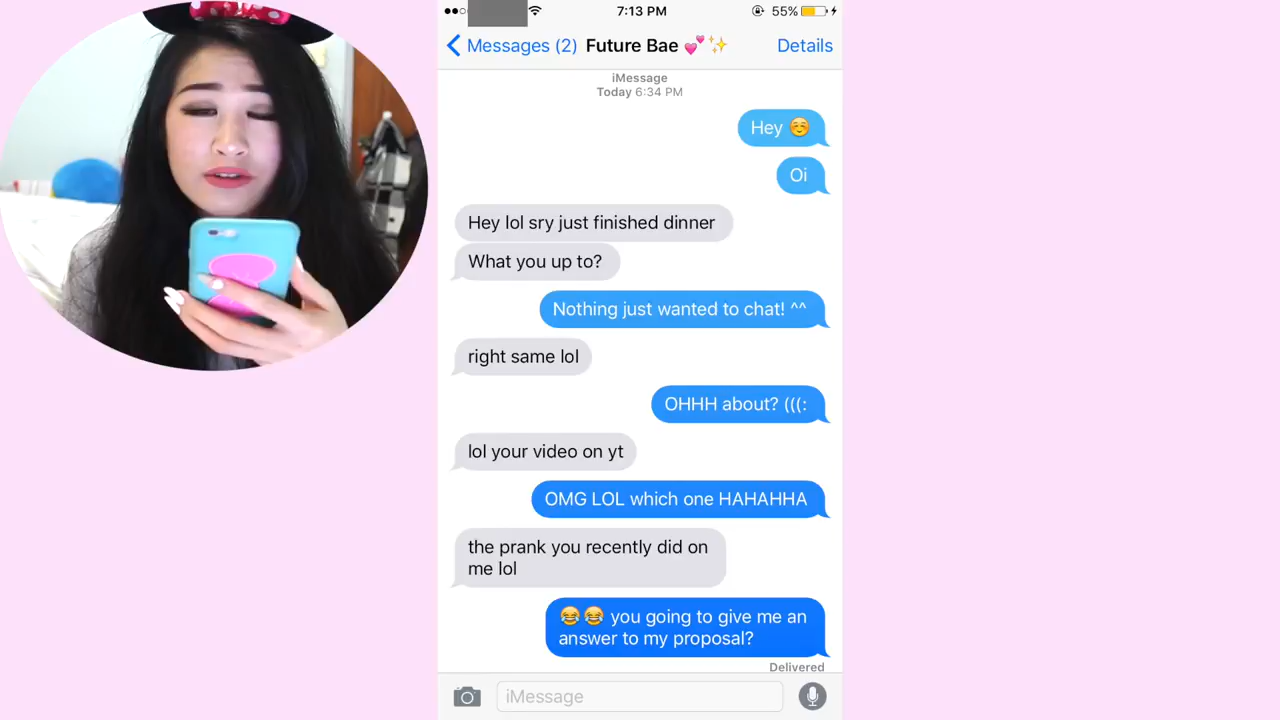 7:13 PM
55%
Messages (2) Future Bae 💕✨ Details
iMessage
Today 6:34 PM
Hey ☺️
Oi
Hey lol sry just finished dinner
What you up to?
Nothing just wanted to chat! ^^
right same lol
OHHH about? (((:
lol your video on yt
OMG LOL which one HAHAHHA
the prank you recently did on
me lol
😂😂 you going to give me an
answer to my proposal?
Delivered
iMessage